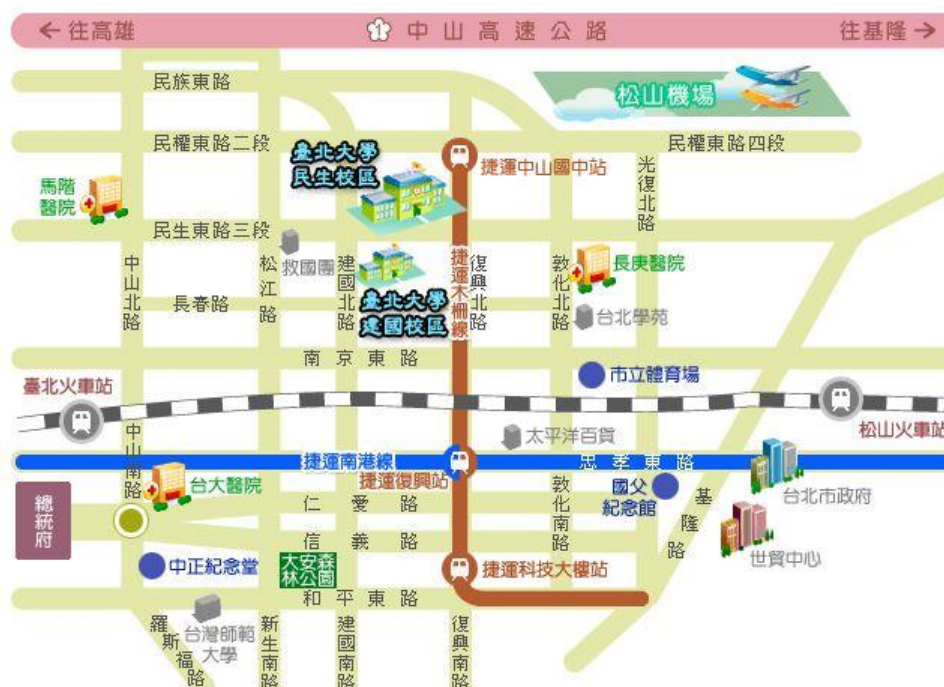 ← 往高雄
1 中山高速公路
往基隆 →
民族東路
松山機場
民權東路二段
民權東路四段
臺北大學
民生校區
捷運中山國中站
光復北路
馬階
醫院
民生東路三段
救國團
中山北路
松江路
建國北路
捷運木柵線
復興北路
敦化北路
長庚醫院
長春路
臺北大學
建國校區
台北學苑
南京東路
市立體育場
臺北火車站
松山火車站
中山南路
太平洋百貨
捷運南港線
忠孝東路
捷運復興站
台大醫院
總統府
仁愛路
敦化南路
國父
紀念館
基隆路
台北市政府
信義路
世貿中心
中正紀念堂
大安森
林公園
捷運科技大樓站
和平東路
羅斯福路
台灣師範
大學
新生南路
建國南路
復興南路